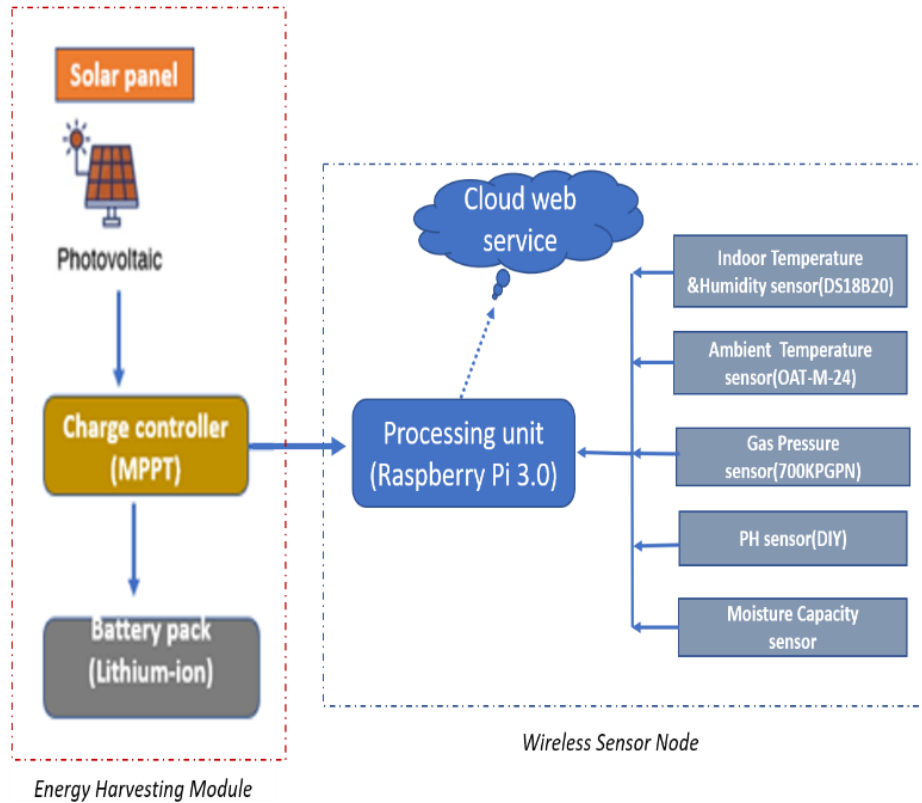 Solar panel
Photovoltaic
Charge controller
(MPPT)
Battery pack
(Lithium-ion)
Energy Harvesting Module
Cloud web
service
Processing unit
(Raspberry Pi 3.0)
Indoor Temperature
&Humidity sensor(DS18B20)
Ambient Temperature
sensor(OAT-M-24)
Gas Pressure
sensor(700KPGPN)
PH sensor(DIY)
Moisture Capacity
sensor
Wireless Sensor Node